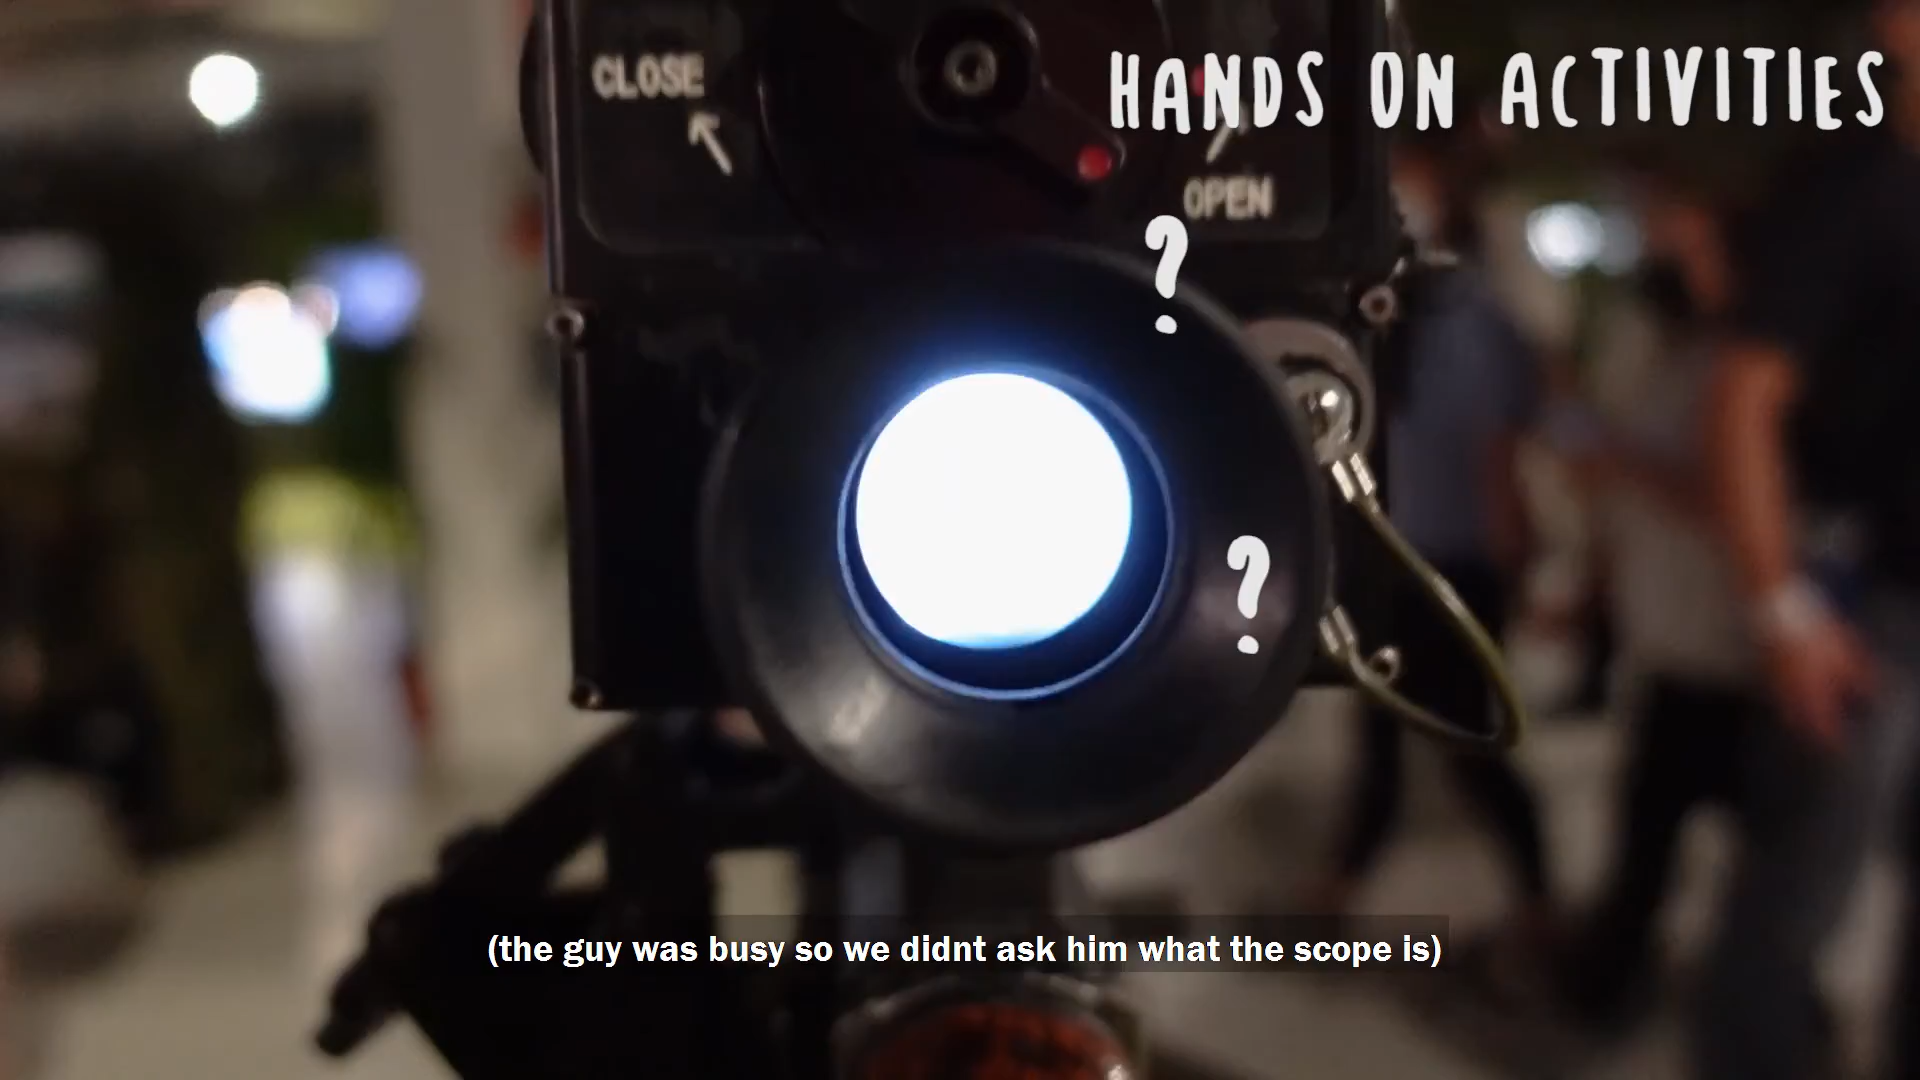 CLOSE
HANDS ON ACTIVITIES
OPEN
?
?
(the guy was busy so we didnt ask him what the scope is)